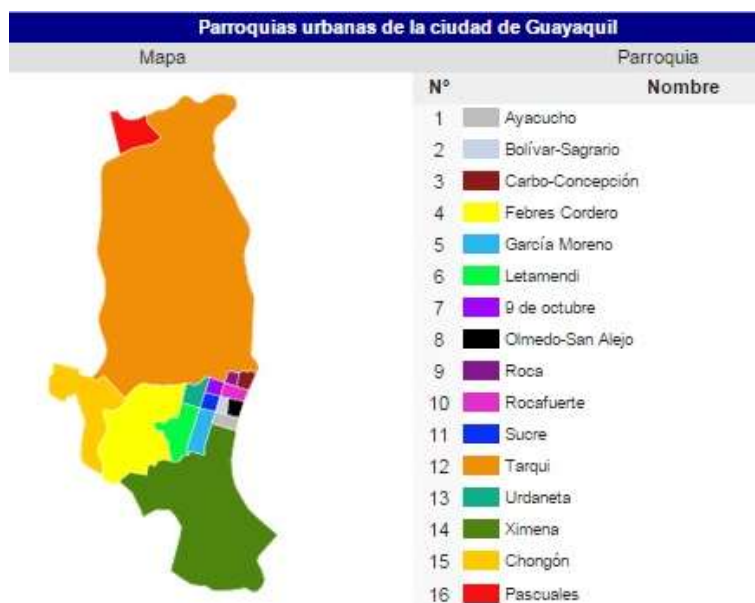 Parroquias urbanas de la ciudad de Guayaquil
Mapa Parroquia
Nº Nombre
1 Ayacucho
2 Bolívar-Sagrario
3 Carbo-Concepción
4 Febres Cordero
5 García Moreno
6 Letamendi
7 9 de octubre
8 Olmedo-San Alejo
9 Roca
10 Rocafuerte
11 Sucre
12 Tarqui
13 Urdaneta
14 Ximena
15 Chongón
16 Pascuales